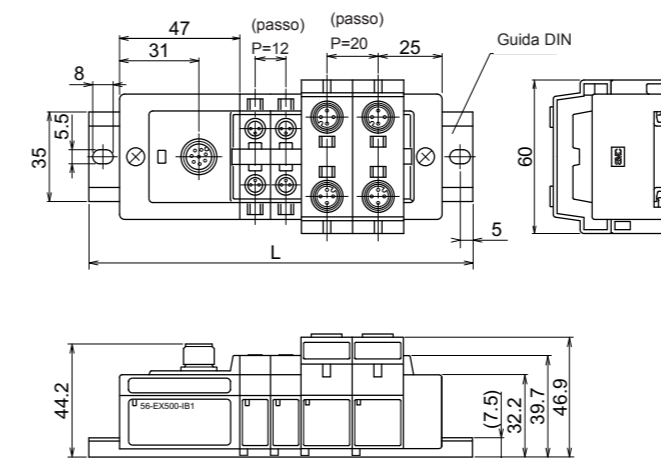 47
(passo)
P=12
(passo)
P=20
25
Guida DIN
31
8
5.5
35
60
5
L
SMC
44.2
56-EX500-IB1
(7.5)
32.2
39.7
46.9